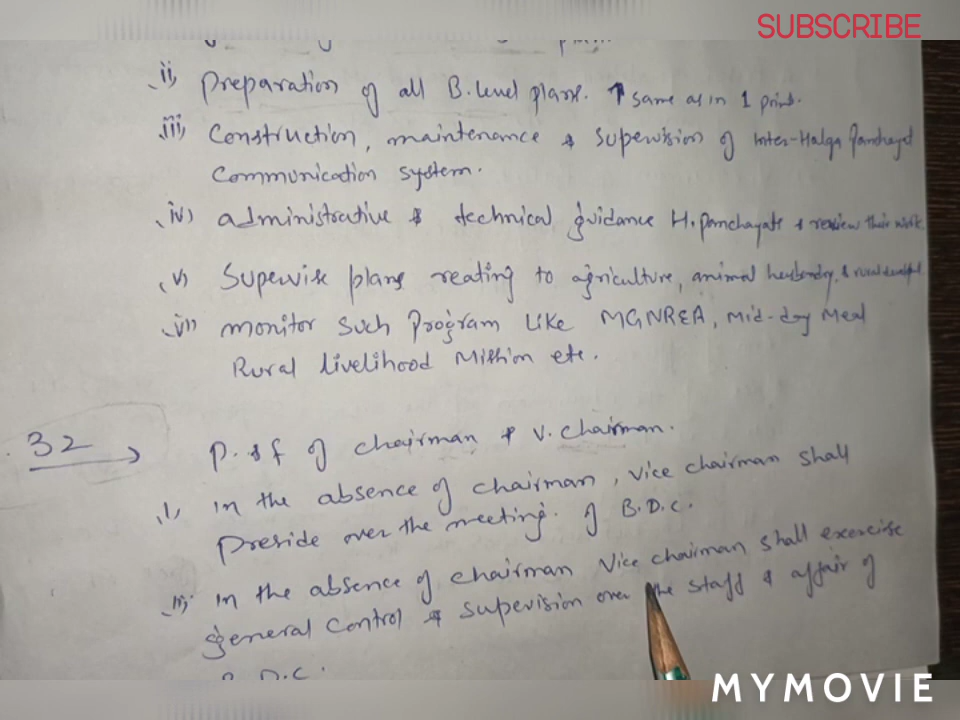 SUBSCRIBE
ii) Preparation of all B. level plans. ↑ same as in 1 point.
iii) Construction, maintenance & supervision of Inter-Halqa Panchayat
Communication system.
iv) administrative & technical guidance H. Panchayats & review their work.
v) Supervise plans reating to agriculture, animal husbandry, & rural
vi) monitor such Program Like MGNREA, Mid-day Meal
Rural livelihood Mission etc.
32 → P. & f of chairman & V. Chairman.
i) in the absence of chairman, vice chairman shall
preside over the meeting. of B.D.C.
ii) in the absence of chairman Vice chairman shall exercise
general control & supervision over the staff & affair of
B.D.C.
MYMOVIE